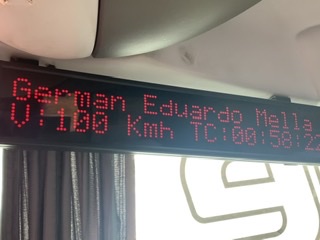 German Eduardo Mella
V:100 Kmh TC:00:58:22